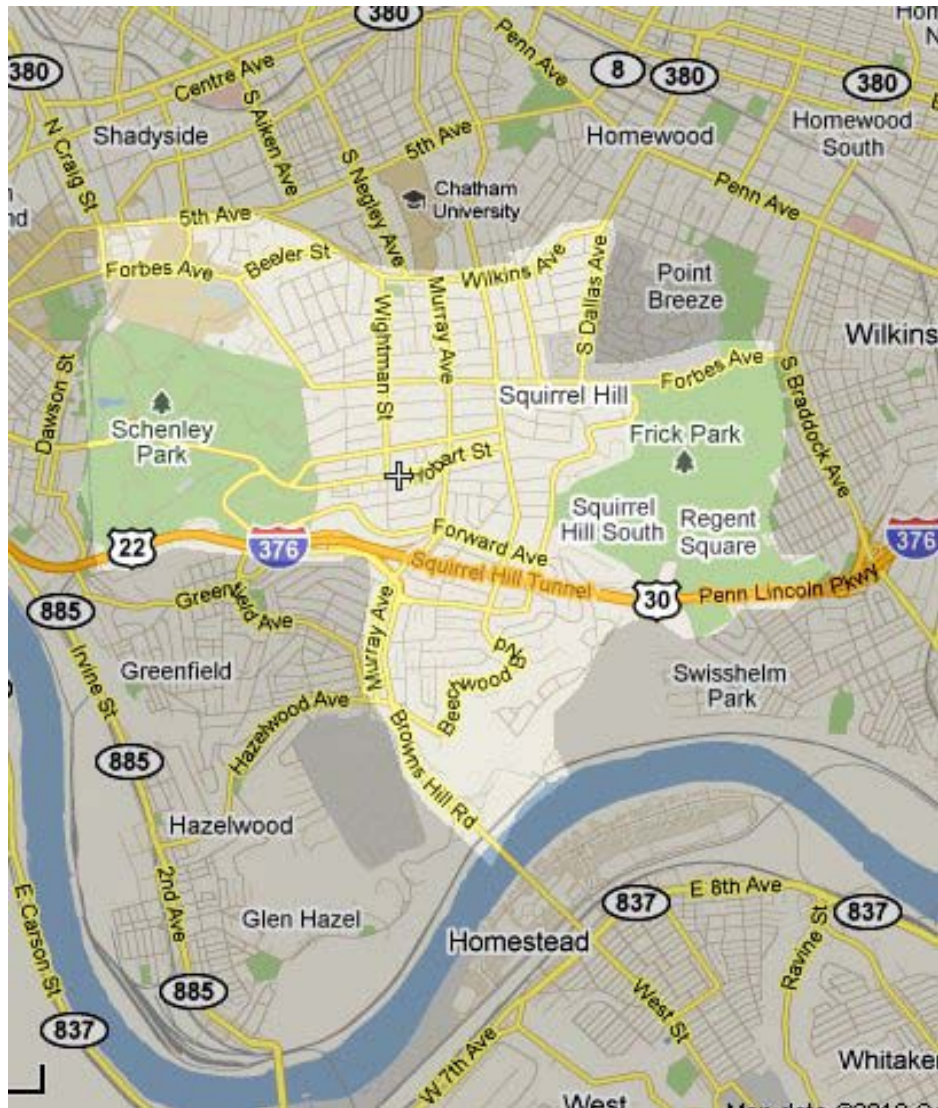 380
Hom
N
380
Centre Ave
Penn Ave
8
380
380
Shadyside
S Aiken Ave
N Craig St
S Negley Ave
5th Ave
Homewood
Homewood
South
Chatham
University
Penn Ave
nd
5th Ave
Forbes Ave
Beeler St
Wilkins Ave
Point
Breeze
Wightman St
Murray Ave
S Dallas Ave
Wilkins
Dawson St
Squirrel Hill
Forbes Ave
S Braddock Ave
Schenley
Park
Frick Park
Hobart St
Squirrel
Hill South
Regent
Square
22
376
Forward Ave
376
Squirrel Hill Tunnel
30
Penn Lincoln Pkwy
885
Greenfield Ave
Murray Ave
Irvine St
Greenfield
Beechwood Blvd
Swisshelm
Park
Hazelwood Ave
885
Browns Hill Rd
Hazelwood
2nd Ave
E Carson St
Glen Hazel
Homestead
837
E 8th Ave
837
Ravine St
885
837
West St
W 7th Ave
Whitaker
West